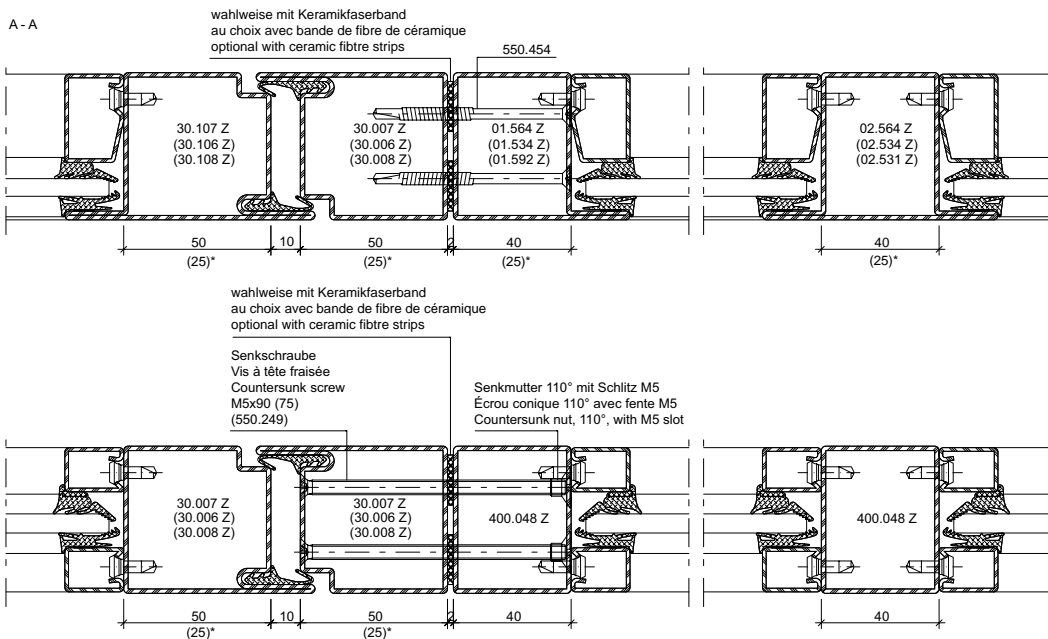 A - A
wahlweise mit Keramikfaserband
au choix avec bande de fibre de céramique
optional with ceramic fibtre strips
550.454
30.107 Z
(30.106 Z)
(30.108 Z)
30.007 Z
(30.006 Z)
(30.008 Z)
01.564 Z
(01.534 Z)
(01.592 Z)
02.564 Z
(02.534 Z)
(02.531 Z)
50 10 50 2 40 40
(25)* (25)* (25)* (25)*
wahlweise mit Keramikfaserband
au choix avec bande de fibre de céramique
optional with ceramic fibtre strips
Senkschraube
Vis à tête fraisée
Countersunk screw
M5x90 (75)
(550.249)
Senkmutter 110° mit Schlitz M5
Écrou conique 110° avec fente M5
Countersunk nut, 110°, with M5 slot
30.007 Z
(30.006 Z)
(30.008 Z)
30.007 Z
(30.006 Z)
(30.008 Z)
400.048 Z
400.048 Z
50 10 50 2 40 40
(25)* (25)*